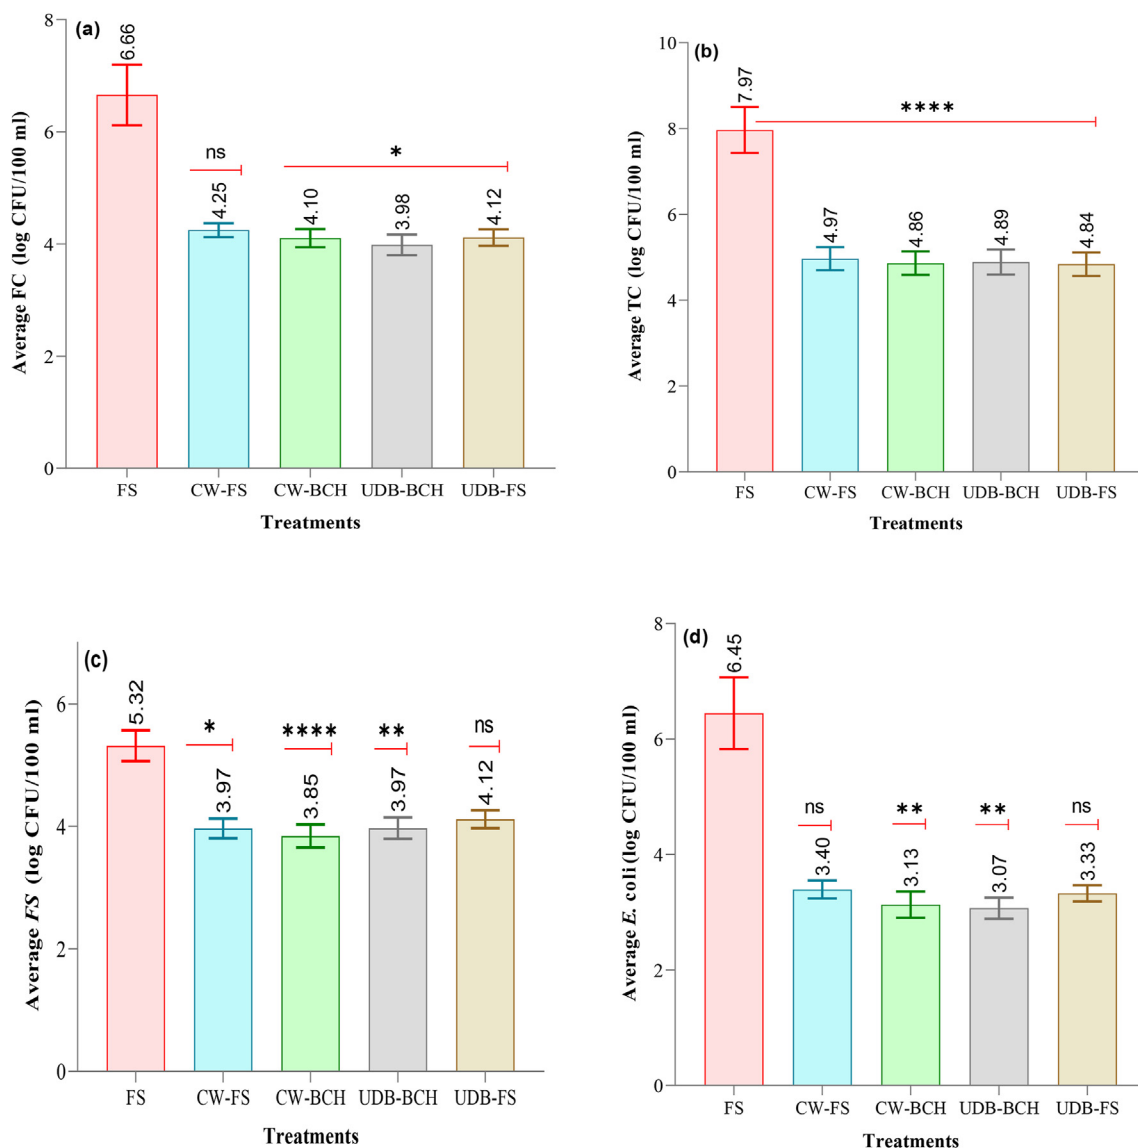 (a)
Average FC (log CFU/100 ml)
8
6
4
2
0
6.66
ns
4.25
*
4.10
3.98
4.12
FS CW-FS CW-BCH UDB-BCH UDB-FS
Treatments
(b)
Average TC (log CFU/100 ml)
10
8
6
4
2
0
7.97
****
4.97
4.86
4.89
4.84
FS CW-FS CW-BCH UDB-BCH UDB-FS
Treatments
(c)
Average FS (log CFU/100 ml)
6
4
2
0
5.32
*
3.97
****
3.85
**
3.97
ns
4.12
FS CW-FS CW-BCH UDB-BCH UDB-FS
Treatments
(d)
Average E. coli (log CFU/100 ml)
8
6
4
2
0
6.45
ns
3.40
**
3.13
**
3.07
ns
3.33
FS CW-FS CW-BCH UDB-BCH UDB-FS
Treatments